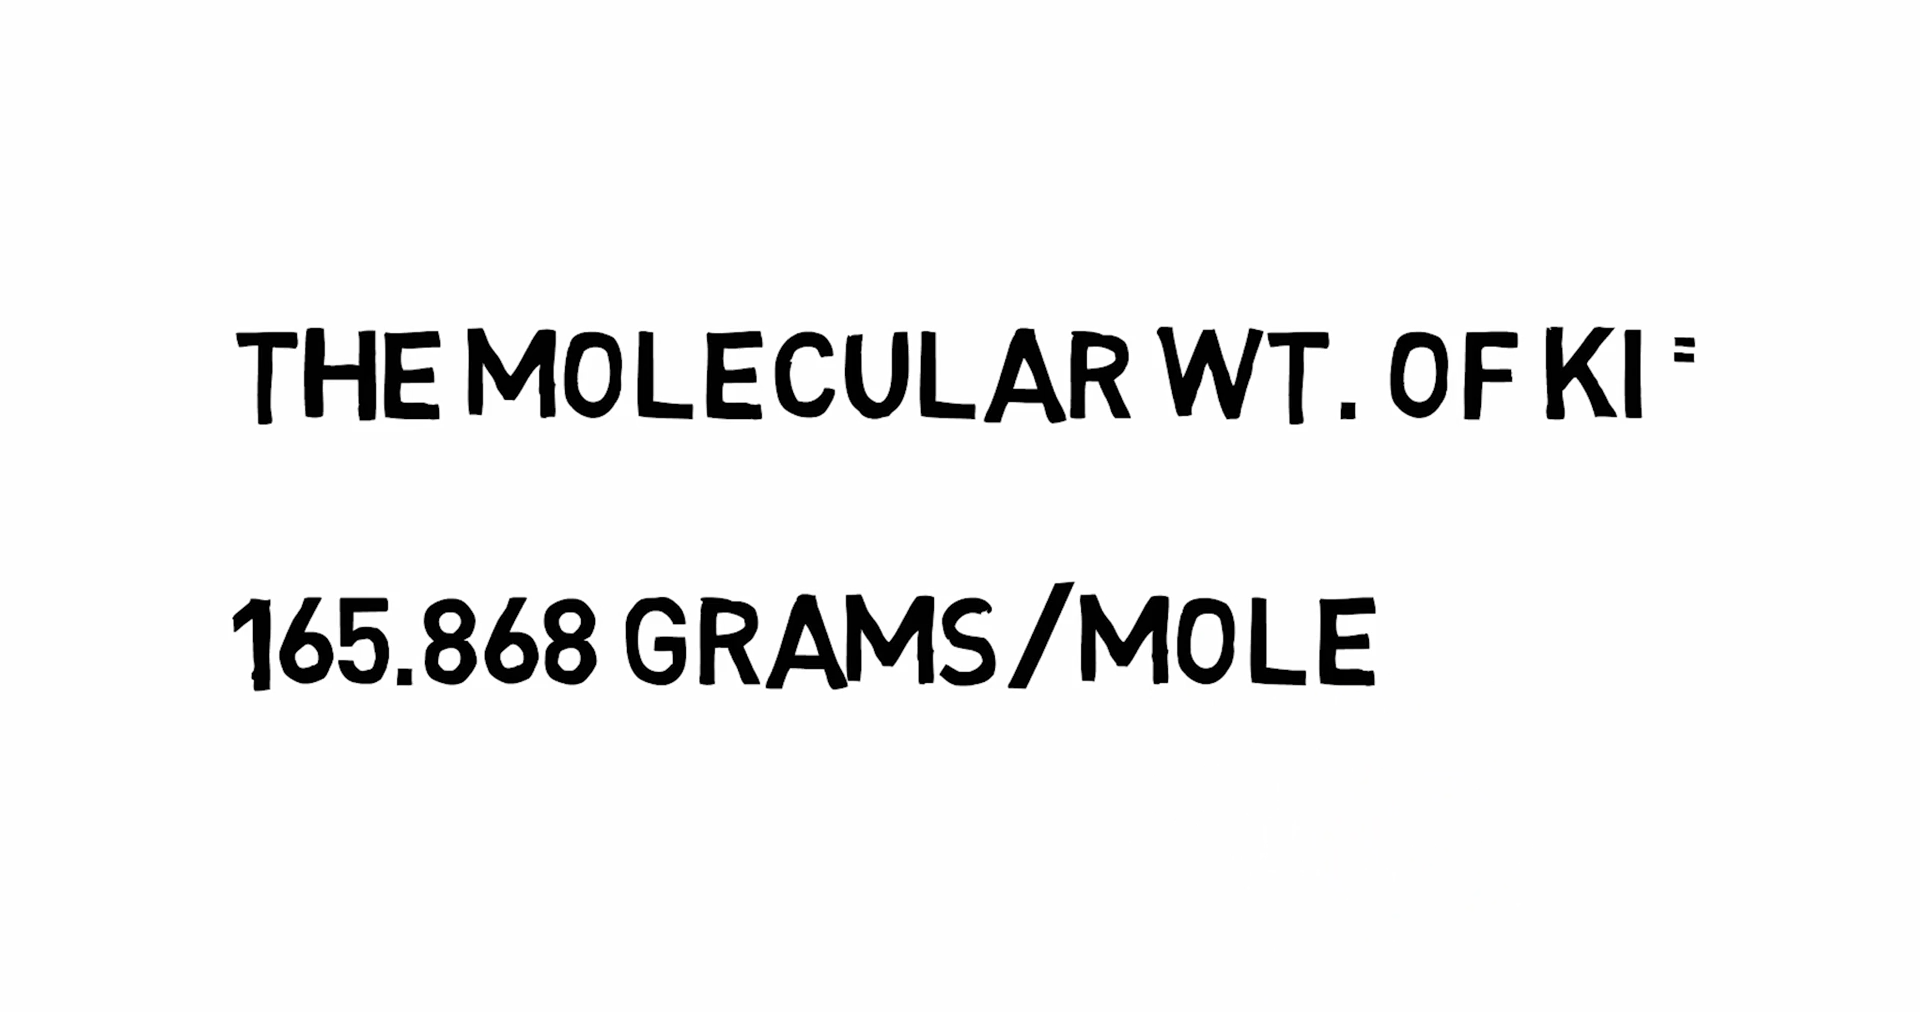 THE MOLECULAR WT. OF KI =
165.868 GRAMS/MOLE